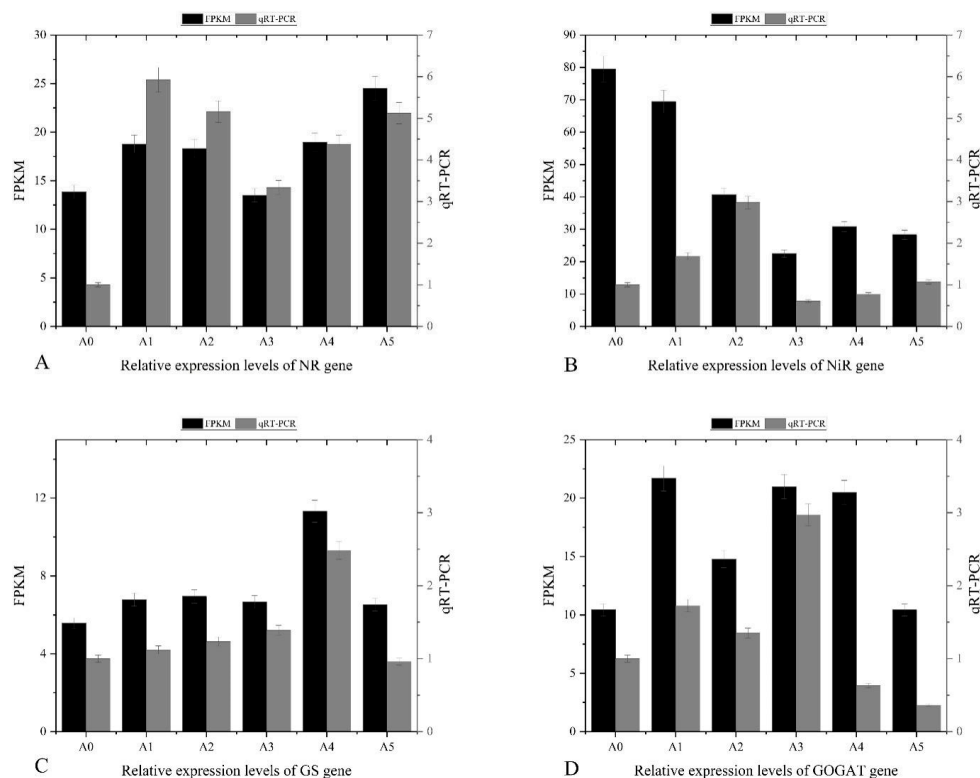 FPKM qRT-PCR
30
25
20
15
10
5
0
FPKM
7
6
5
4
3
2
1
0
qRT-PCR
A0 A1 A2 A3 A4 A5
A Relative expression levels of NR gene
FPKM qRT-PCR
90
80
70
60
50
40
30
20
10
0
FPKM
7
6
5
4
3
2
1
0
qRT-PCR
A0 A1 A2 A3 A4 A5
B Relative expression levels of NiR gene
FPKM qRT-PCR
12
8
4
0
FPKM
4
3
2
1
0
qRT-PCR
A0 A1 A2 A3 A4 A5
C Relative expression levels of GS gene
FPKM qRT-PCR
25
20
15
10
5
0
FPKM
4
3
2
1
0
qRT-PCR
A0 A1 A2 A3 A4 A5
D Relative expression levels of GOGAT gene